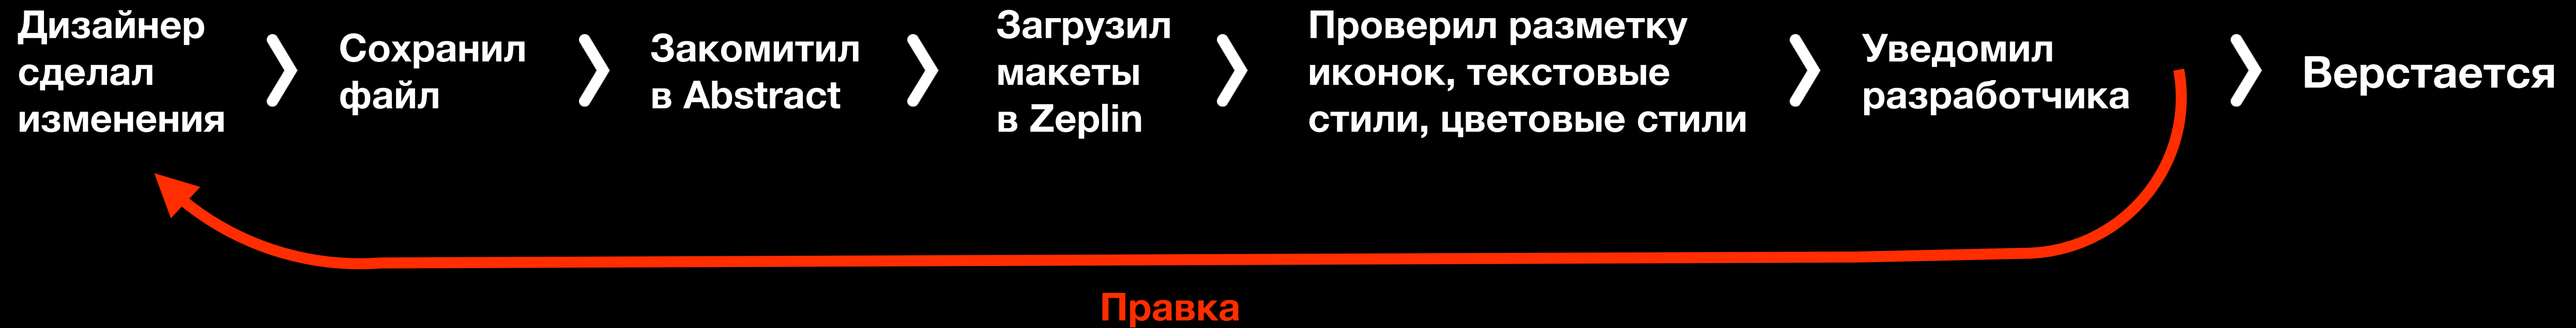 Дизайнер
сделал
изменения
Сохранил
файл
Закомитил
в Abstract
Загрузил
макеты
в Zeplin
Проверил разметку
иконок, текстовые
стили, цветовые стили
Уведомил
разработчика
Верстается
Правка